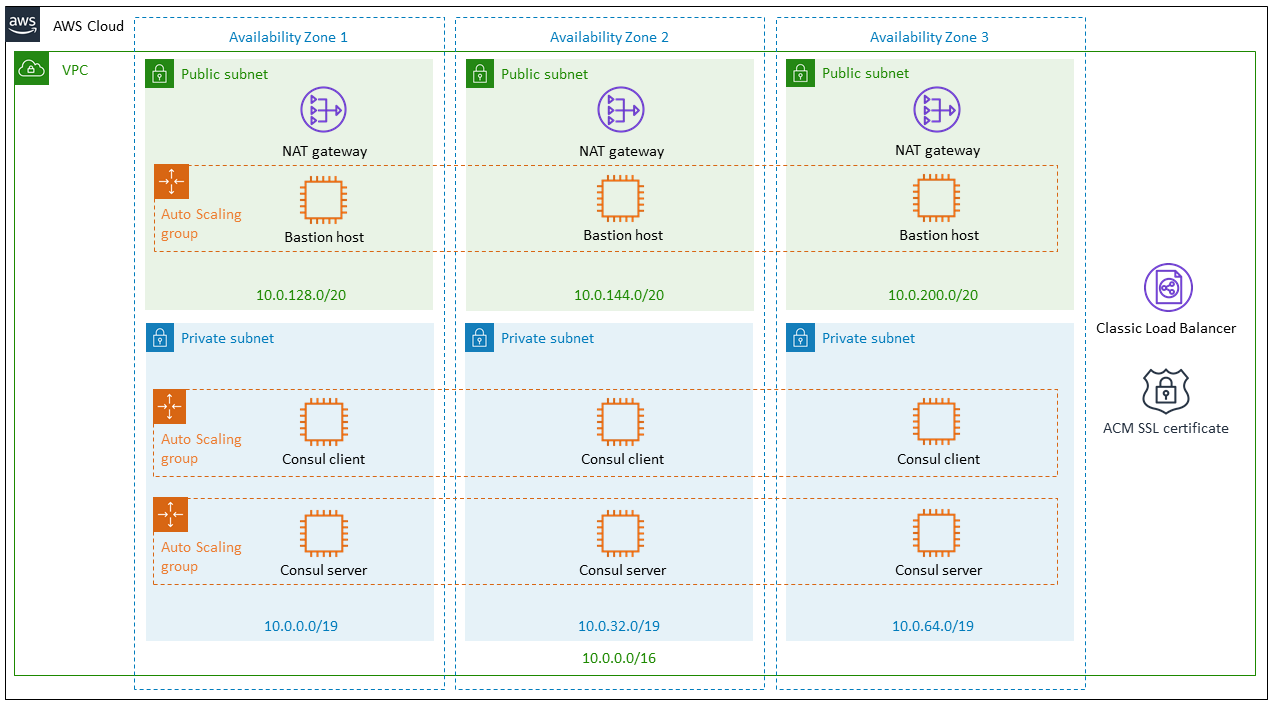 aws
AWS Cloud
Availability Zone 1
Availability Zone 2
Availability Zone 3
VPC
Public subnet
Public subnet
Public subnet
NAT gateway
NAT gateway
NAT gateway
Auto Scaling
group
Bastion host
Bastion host
Bastion host
10.0.128.0/20
10.0.144.0/20
10.0.200.0/20
Classic Load Balancer
Private subnet
Private subnet
Private subnet
ACM SSL certificate
Auto Scaling
group
Consul client
Consul client
Consul client
Auto Scaling
group
Consul server
Consul server
Consul server
10.0.0.0/19
10.0.32.0/19
10.0.64.0/19
10.0.0.0/16